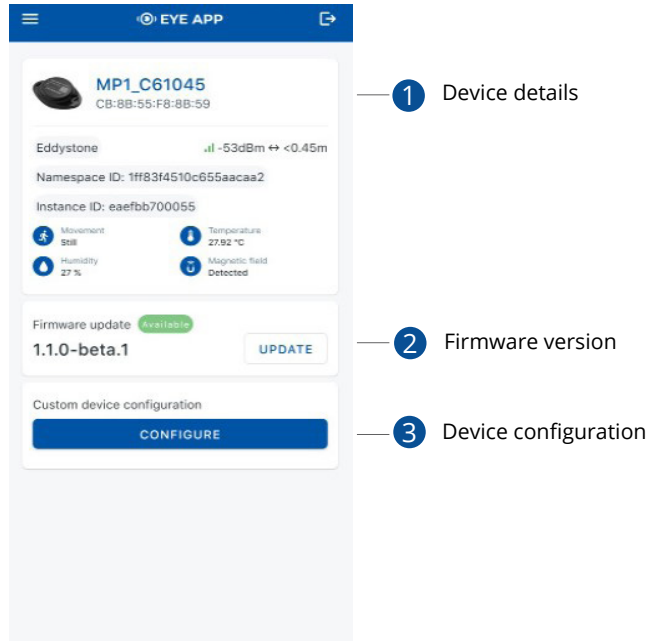 EYE APP
MP1_C61045
CB:8B:55:F8:8B:59
1 Device details
Eddystone -53dBm ↔ <0.45m
Namespace ID: 1ff83f4510c655aacaa2
Instance ID: eaefbb700055
Movement Temperature
Still 27.92 °C
Humidity Magnetic field
27 % Detected
Firmware update Available
1.1.0-beta.1 UPDATE
2 Firmware version
Custom device configuration
CONFIGURE
3 Device configuration